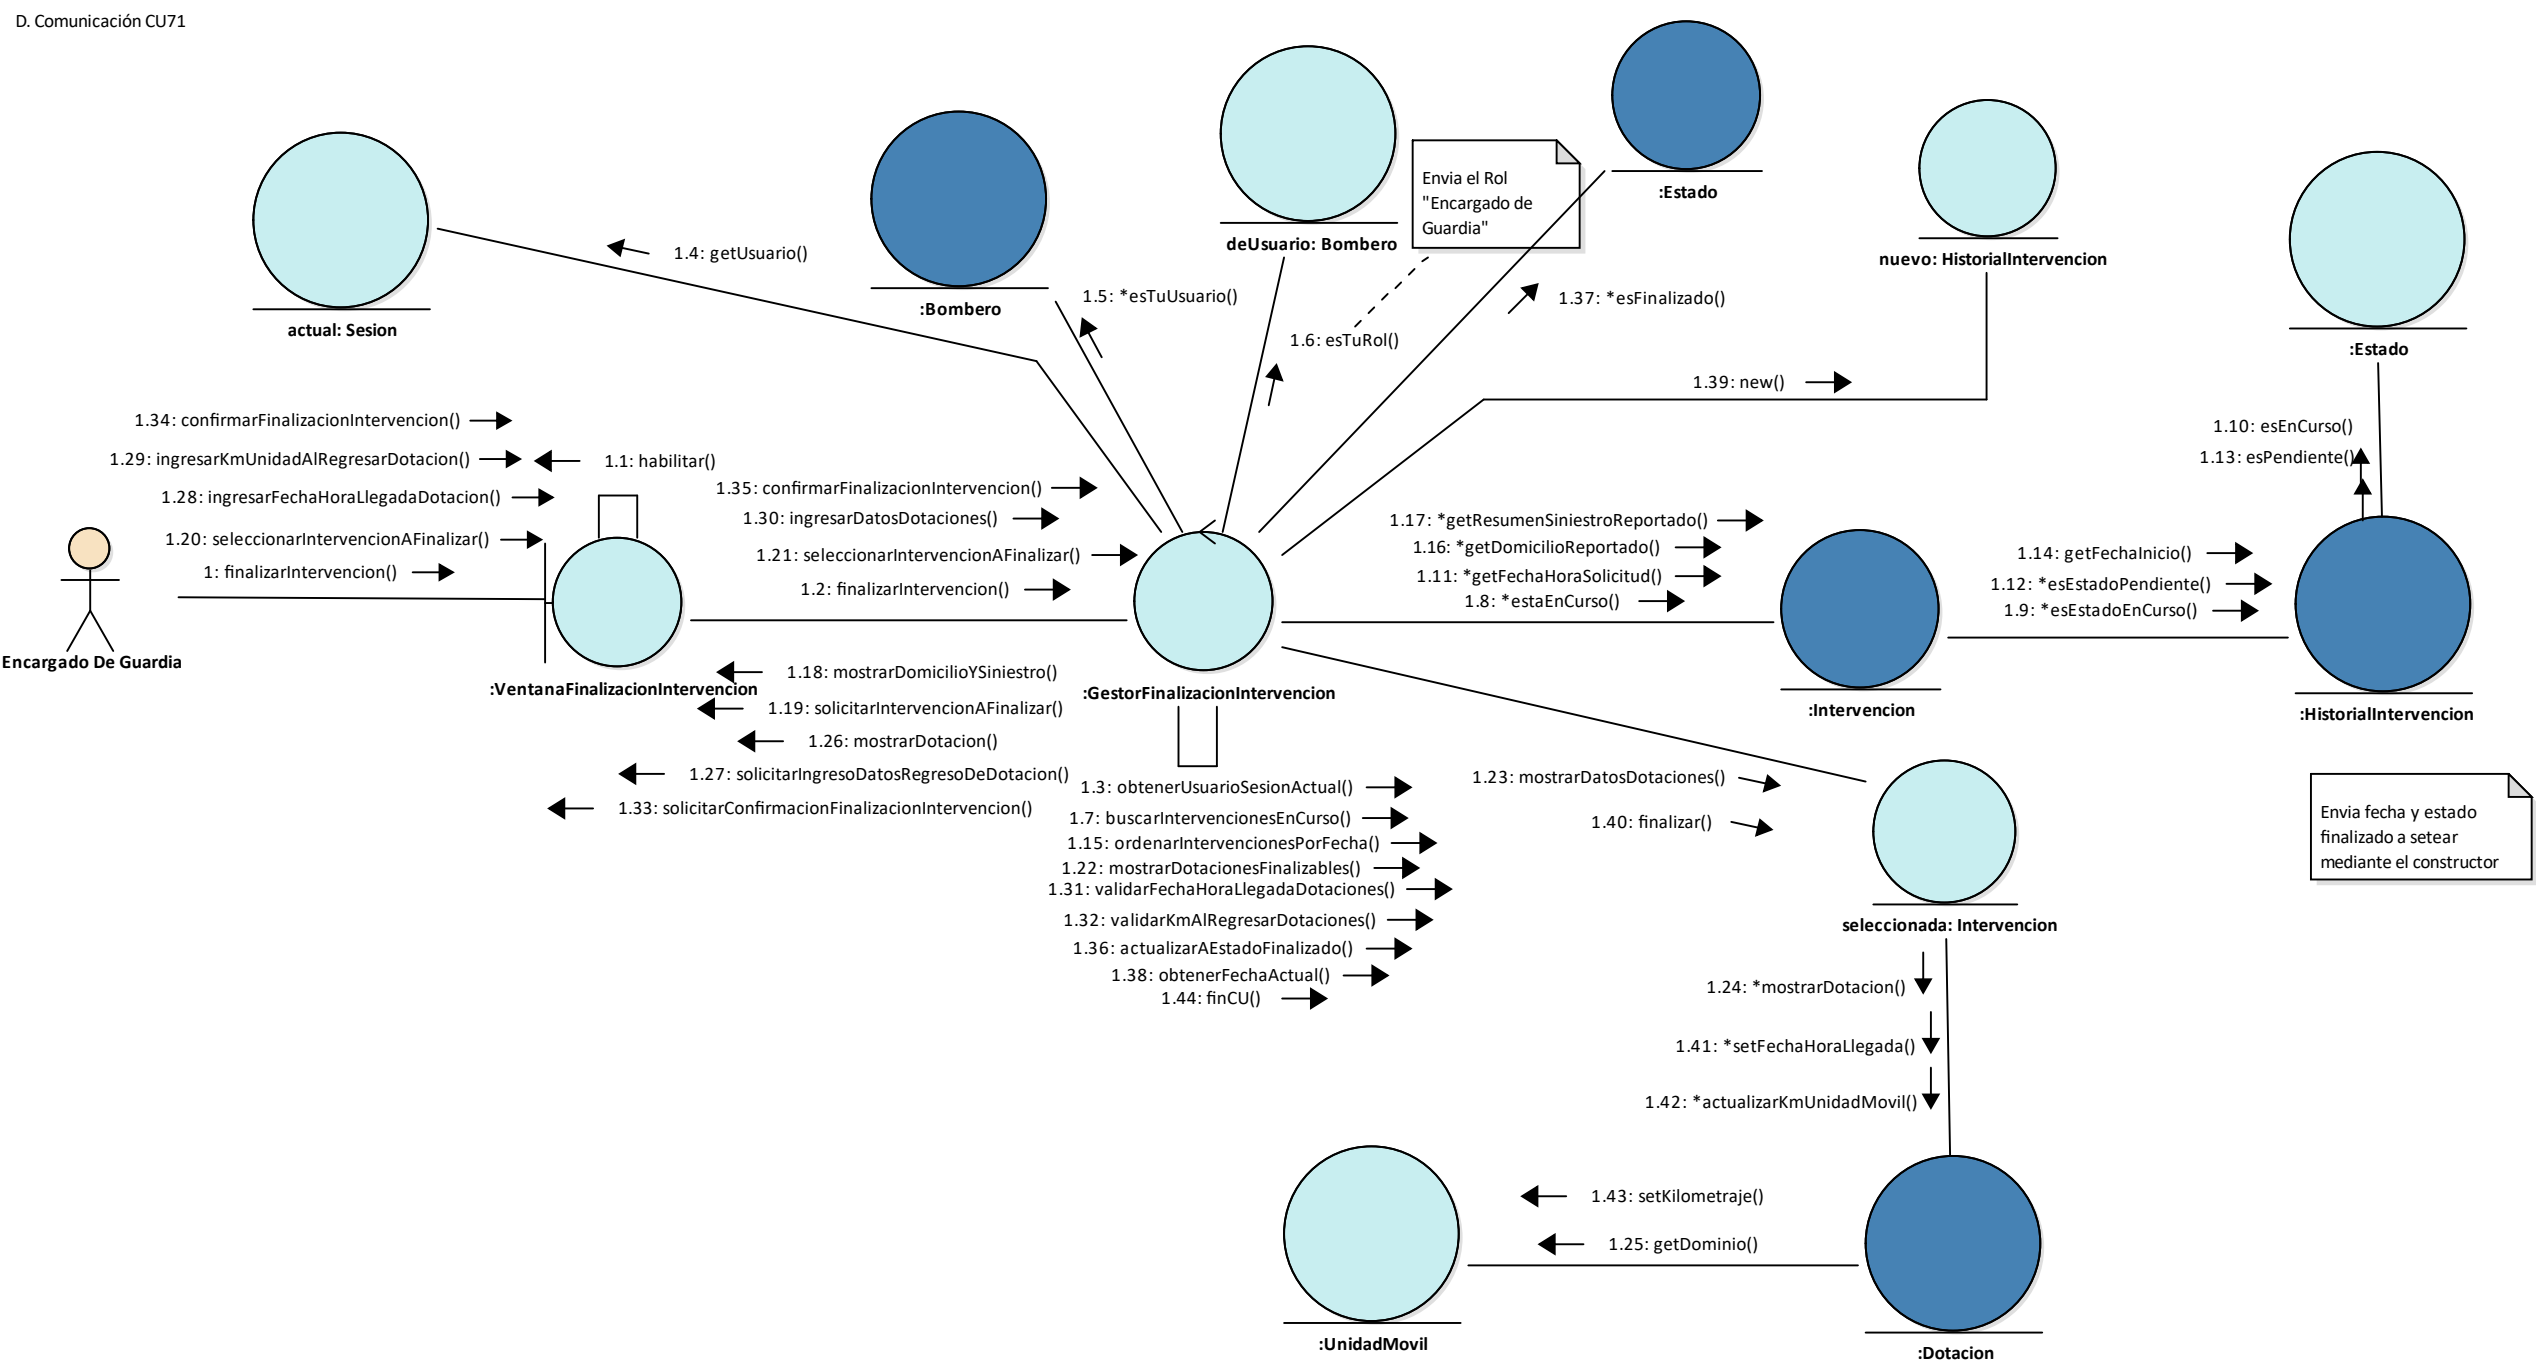 D. Comunicación CU71
:Estado
Envia el Rol
"Encargado de
Guardia"
deUsuario: Bombero
1.4: getUsuario()
nuevo: HistorialIntervencion
1.5: *esTuUsuario()
1.37: *esFinalizado()
:Bombero
actual: Sesion
1.6: esTuRol()
:Estado
1.39: new()
1.34: confirmarFinalizacionIntervencion()
1.10: esEnCurso()
1.29: ingresarKmUnidadAlRegresarDotacion()
1.1: habilitar()
1.13: esPendiente()
1.28: ingresarFechaHoraLlegadaDotacion()
1.35: confirmarFinalizacionIntervencion()
1.30: ingresarDatosDotaciones()
1.17: *getResumenSiniestroReportado()
1.20: seleccionarIntervencionAFinalizar()
1.16: *getDomicilioReportado()
1.21: seleccionarIntervencionAFinalizar()
1.14: getFechaInicio()
1: finalizarIntervencion()
1.11: *getFechaHoraSolicitud()
1.12: *esEstadoPendiente()
1.2: finalizarIntervencion()
1.8: *estaEnCurso()
1.9: *esEstadoEnCurso()
Encargado De Guardia
1.18: mostrarDomicilioYSiniestro()
:VentanaFinalizacionIntervencion
:GestorFinalizacionIntervencion
1.19: solicitarIntervencionAFinalizar()
:Intervencion
:HistorialIntervencion
1.26: mostrarDotacion()
1.27: solicitarIngresoDatosRegresoDeDotacion()
1.23: mostrarDatosDotaciones()
1.3: obtenerUsuarioSesionActual()
1.33: solicitarConfirmacionFinalizacionIntervencion()
Envia fecha y estado
finalizado a setear
mediante el constructor
1.7: buscarIntervencionesEnCurso()
1.40: finalizar()
1.15: ordenarIntervencionesPorFecha()
1.22: mostrarDotacionesFinalizables()
1.31: validarFechaHoraLlegadaDotaciones()
1.32: validarKmAlRegresarDotaciones()
seleccionada: Intervencion
1.36: actualizarAEstadoFinalizado()
1.38: obtenerFechaActual()
1.44: finCU()
1.24: *mostrarDotacion()
1.41: *setFechaHoraLlegada()
1.42: *actualizarKmUnidadMovil()
1.43: setKilometraje()
1.25: getDominio()
:UnidadMovil
:Dotacion